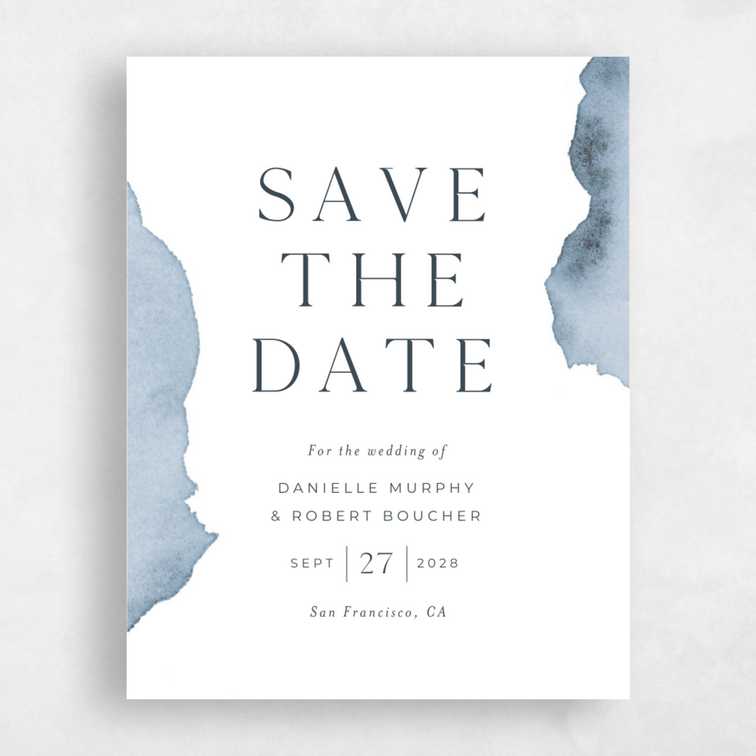 SAVE
THE
DATE
For the wedding of
DANIELLE MURPHY
& ROBERT BOUCHER
SEPT 27 2028
San Francisco, CA